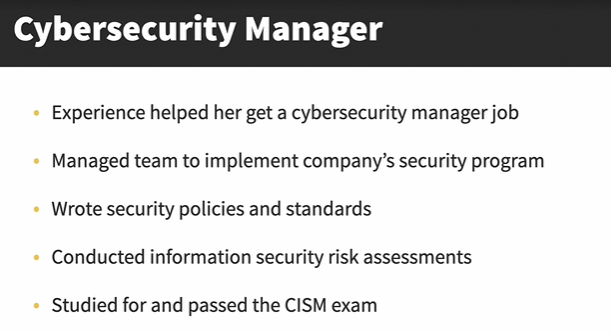 Cybersecurity Manager
• Experience helped her get a cybersecurity manager job
• Managed team to implement company’s security program
• Wrote security policies and standards
• Conducted information security risk assessments
• Studied for and passed the CISM exam